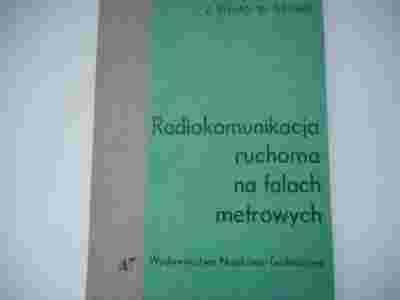 Radiokomunikacja
ruchoma
na falach
metrowych
Wydawnictwa Naukowo-Techniczne